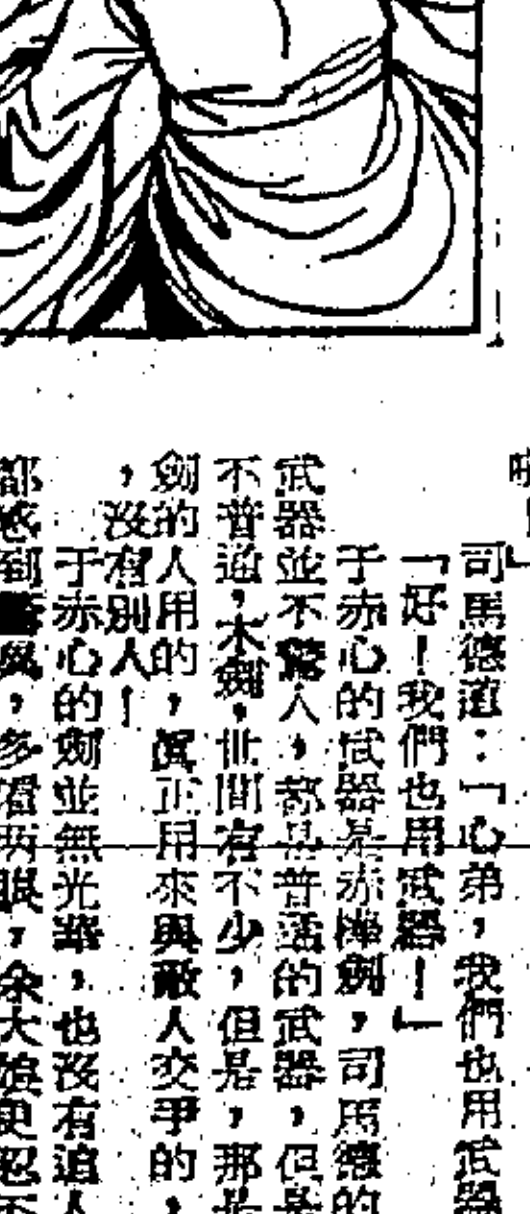 啦！」
司馬德道：「心弟，我們也用武器
「好！我們也用武器！」
于赤心的武器是赤棒劍，司馬德的
武器並不驚人，都是普通的武器，但是
不普通，木劍，世間有不少，但是，那是
劍的人用的，眞正用來與敵人交爭的，
，沒有別人！
于赤心的劍並無光華，也沒有追人
都感到驚異，多看兩眼，余大娘更忍不